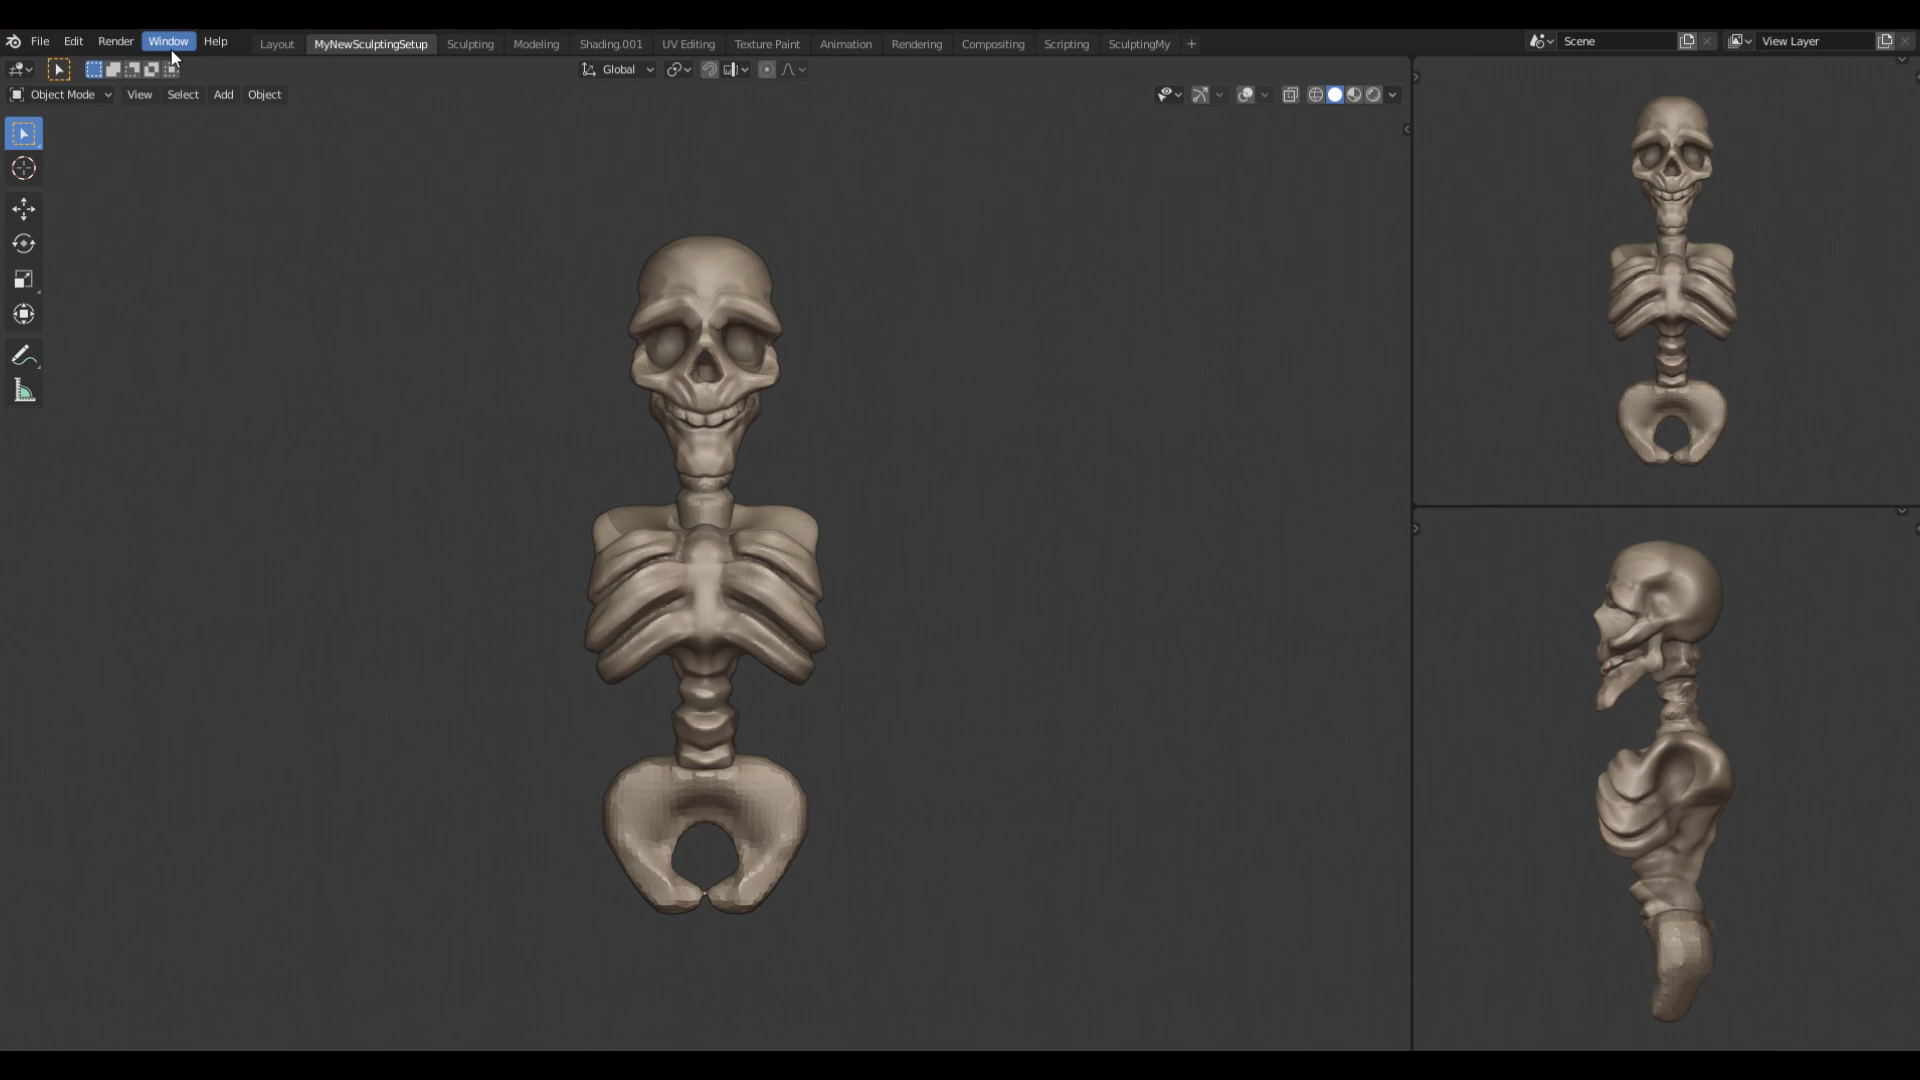 File Edit Render Window Help Layout MyNewSculptingSetup Sculpting Modeling Shading.001 UV Editing Texture Paint Animation Rendering Compositing Scripting SculptingMy + Scene View Layer
Global
Object Mode View Select Add Object